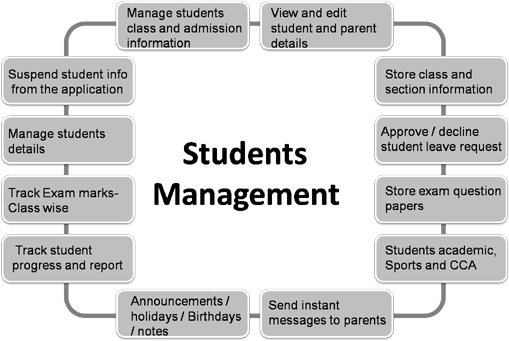 Manage students
class and admission
information
View and edit
student and parent
details
Suspend student info
from the application
Store class and
section information
Manage students
details
Approve / decline
student leave request
Students
Management
Track Exam marks-
Class wise
Store exam question
papers
Track student
progress and report
Students academic,
Sports and CCA
Announcements /
holidays / Birthdays
/ notes
Send instant
messages to parents